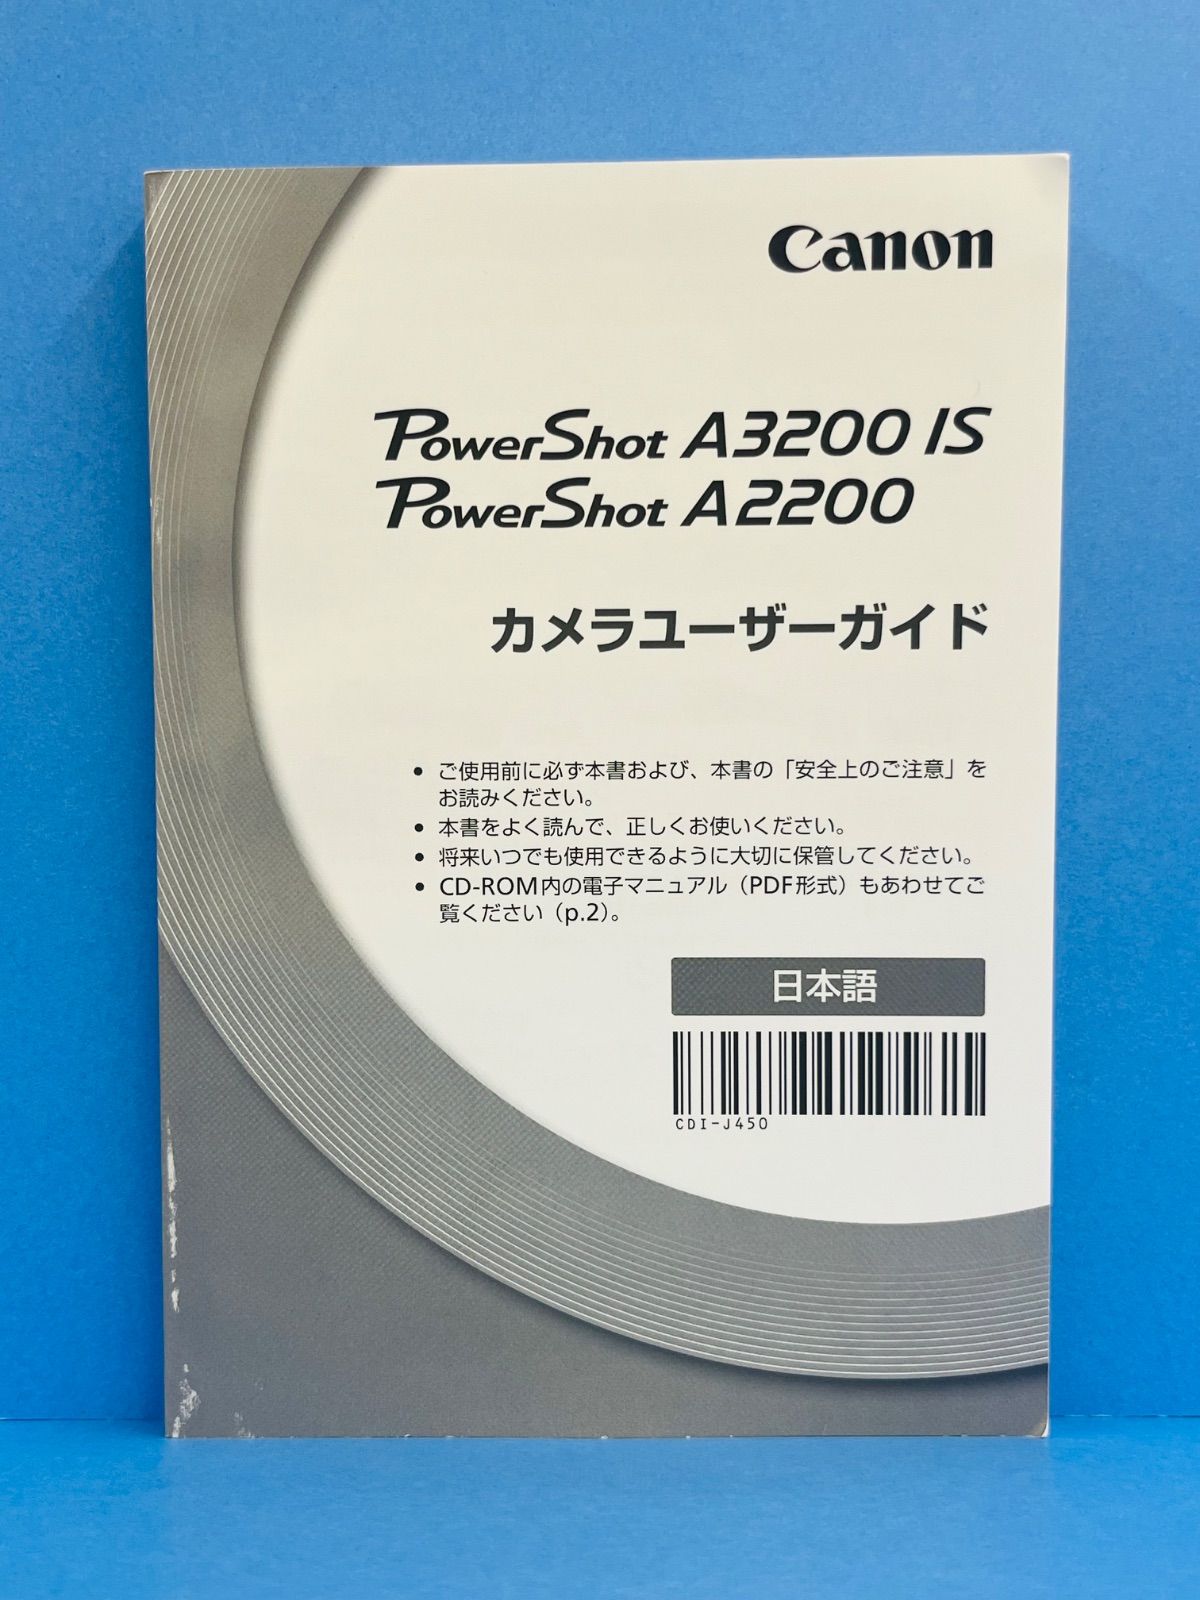 Canon
PowerShot A3200 IS
PowerShot A2200
カメラユーザーガイド
● ご使用前に必ず本書および、本書の「安全上のご注意」を
お読みください。
● 本書をよく読んで、正しくお使いください。
● 将来いつでも使用できるように大切に保管してください。
● CD-ROM内の電子マニュアル（PDF形式）もあわせてご
覧ください（p.2）。
日本語
CDI-J450